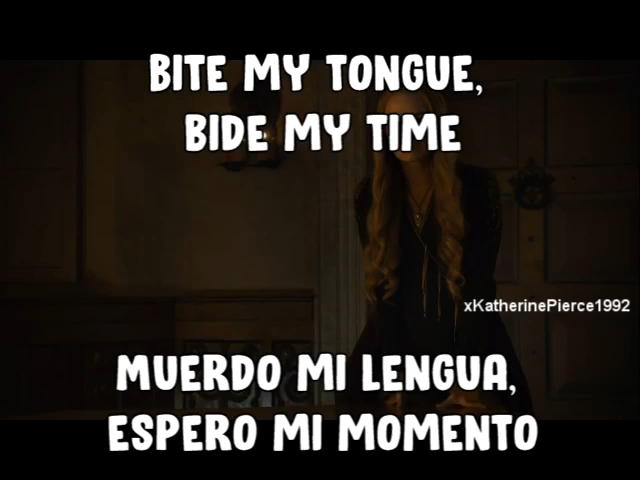 BITE MY TONGUE,
BIDE MY TIME
xKatherinePierce1992
MUERDO MI LENGUA,
ESPERO MI MOMENTO